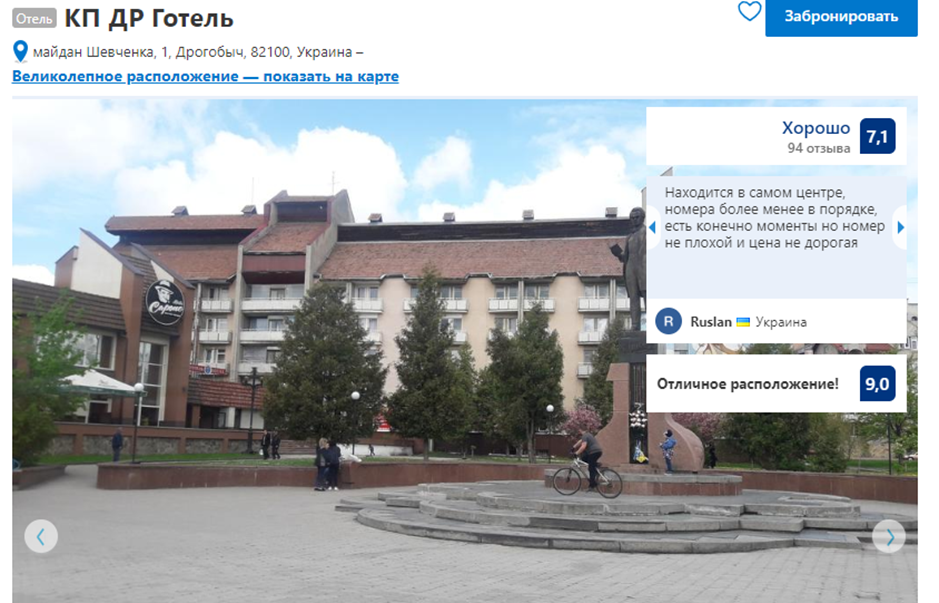 Отель
КП ДР Готель
Забронировать
майдан Шевченка, 1, Дрогобыч, 82100, Украина –
Великолепное расположение — показать на карте
Хорошо
94 отзыва
7,1
Находится в самом центре,
номера более менее в порядке,
есть конечно моменты но номер
не плохой и цена не дорогая
R
Ruslan
Украина
Отличное расположение!
9,0